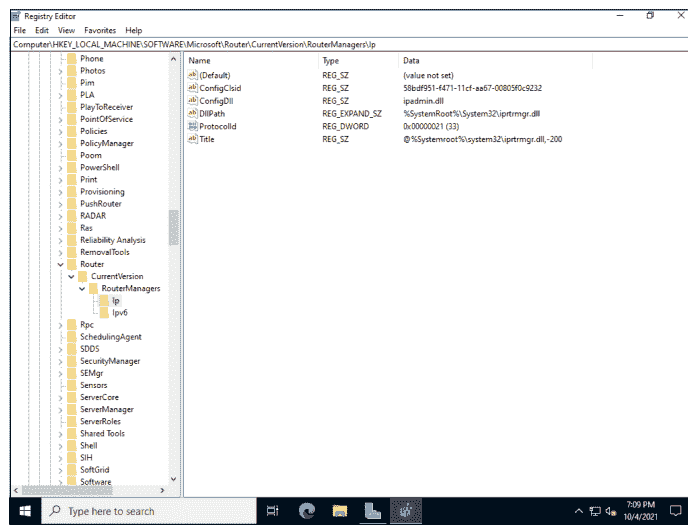 Registry Editor
File Edit View Favorites Help
Computer\HKEY_LOCAL_MACHINE\SOFTWARE\Microsoft\Router\CurrentVersion\RouterManagers\Ip
Phone
Photos
Pim
PLA
PlayToReceiver
PointOfService
Policies
PolicyManager
Poom
PowerShell
Print
Provisioning
PushRouter
RADAR
Ras
Reliability Analysis
RemovalTools
Router
CurrentVersion
RouterManagers
Ip
Ipv6
Rpc
SchedulingAgent
SDDS
SecurityManager
SEMgr
Sensors
ServerCore
ServerManager
ServerRoles
Shared Tools
Shell
SIH
SoftGrid
Software
Name Type Data
(Default) REG_SZ (value not set)
ConfigClsid REG_SZ 58bdf951-f471-11cf-aa67-00805f0c9232
ConfigDll REG_SZ ipadmin.dll
DllPath REG_EXPAND_SZ %SystemRoot%\System32\iprtrmgr.dll
ProtocolId REG_DWORD 0x00000021 (33)
Title REG_SZ @%Systemroot%\system32\iprtrmgr.dll,-200
Type here to search
7:09 PM
10/4/2021